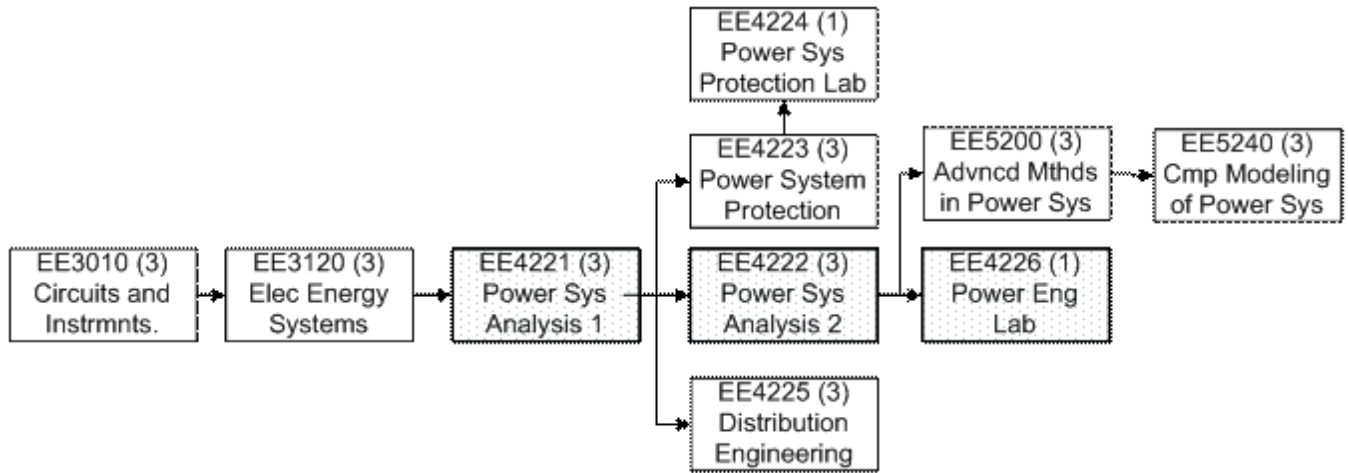 EE4224 (1)
Power Sys
Protection Lab
EE4223 (3)
Power System
Protection
EE5200 (3)
Advncd Mthds
in Power Sys
EE5240 (3)
Cmp Modeling
of Power Sys
EE3010 (3)
Circuits and
Instrmnts.
EE3120 (3)
Elec Energy
Systems
EE4221 (3)
Power Sys
Analysis 1
EE4222 (3)
Power Sys
Analysis 2
EE4226 (1)
Power Eng
Lab
EE4225 (3)
Distribution
Engineering